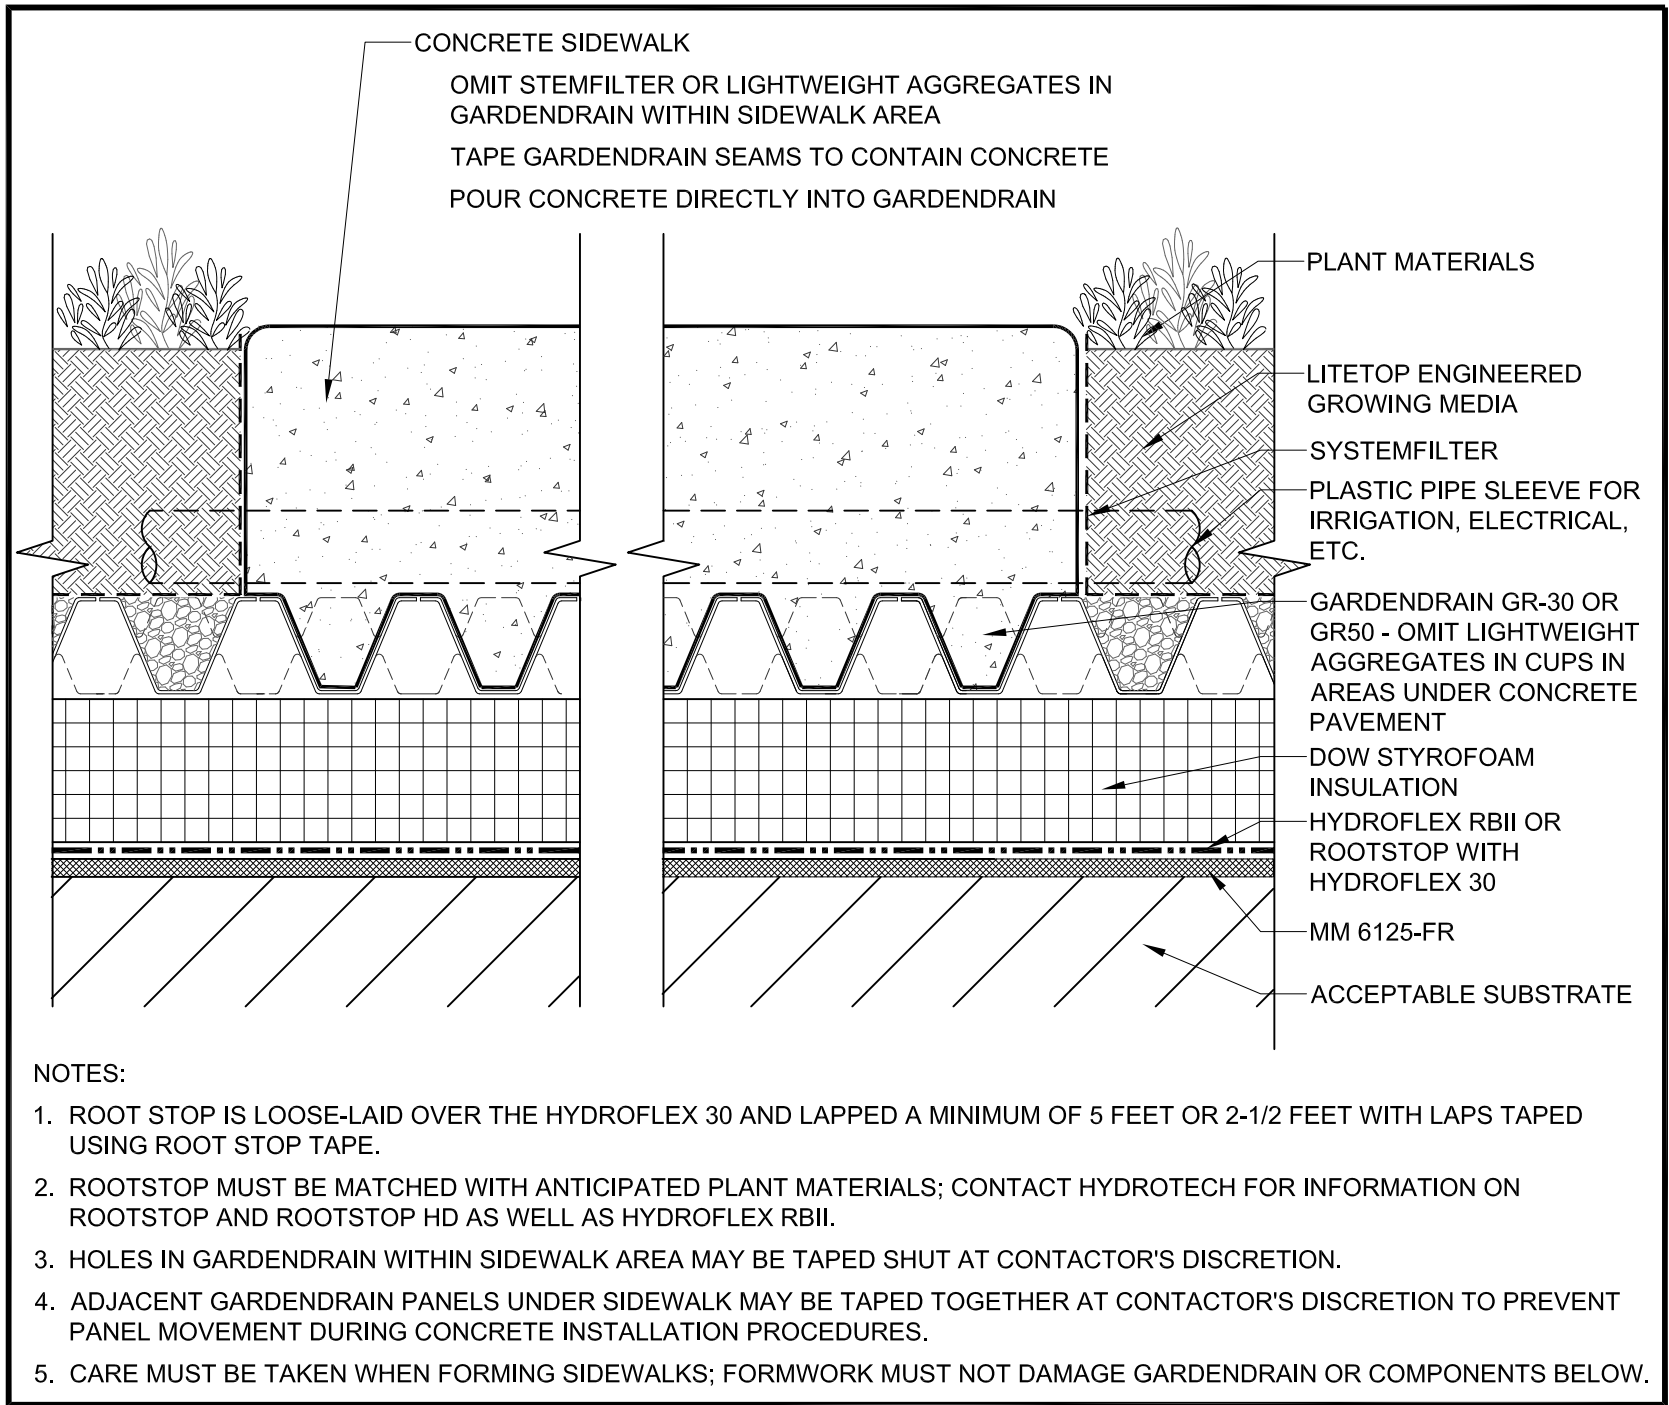 CONCRETE SIDEWALK
OMIT STEMFILTER OR LIGHTWEIGHT AGGREGATES IN
GARDENDRAIN WITHIN SIDEWALK AREA
TAPE GARDENDRAIN SEAMS TO CONTAIN CONCRETE
POUR CONCRETE DIRECTLY INTO GARDENDRAIN
PLANT MATERIALS
LITETOP ENGINEERED
GROWING MEDIA
SYSTEMFILTER
PLASTIC PIPE SLEEVE FOR
IRRIGATION, ELECTRICAL,
ETC.
GARDENDRAIN GR-30 OR
GR50 - OMIT LIGHTWEIGHT
AGGREGATES IN CUPS IN
AREAS UNDER CONCRETE
PAVEMENT
DOW STYROFOAM
INSULATION
HYDROFLEX RBII OR
ROOTSTOP WITH
HYDROFLEX 30
MM 6125-FR
ACCEPTABLE SUBSTRATE
NOTES:
1. ROOT STOP IS LOOSE-LAID OVER THE HYDROFLEX 30 AND LAPPED A MINIMUM OF 5 FEET OR 2-1/2 FEET WITH LAPS TAPED
USING ROOT STOP TAPE.
2. ROOTSTOP MUST BE MATCHED WITH ANTICIPATED PLANT MATERIALS; CONTACT HYDROTECH FOR INFORMATION ON
ROOTSTOP AND ROOTSTOP HD AS WELL AS HYDROFLEX RBII.
3. HOLES IN GARDENDRAIN WITHIN SIDEWALK AREA MAY BE TAPED SHUT AT CONTACTOR'S DISCRETION.
4. ADJACENT GARDENDRAIN PANELS UNDER SIDEWALK MAY BE TAPED TOGETHER AT CONTACTOR'S DISCRETION TO PREVENT
PANEL MOVEMENT DURING CONCRETE INSTALLATION PROCEDURES.
5. CARE MUST BE TAKEN WHEN FORMING SIDEWALKS; FORMWORK MUST NOT DAMAGE GARDENDRAIN OR COMPONENTS BELOW.